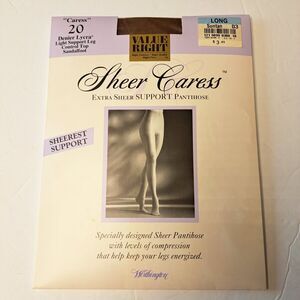 "Caress"
20
Denier Lycra
Light Support Leg
Control Top
Sandalfoot
VALUE
RIGHT
LONG
Suntan
Sheer Caress
EXTRA SHEER SUPPORT PANTIHOSE
SHEEREST
SUPPORT
Specially designed Sheer Pantihose
with levels of compression
that help keep your legs energized.
Worthington